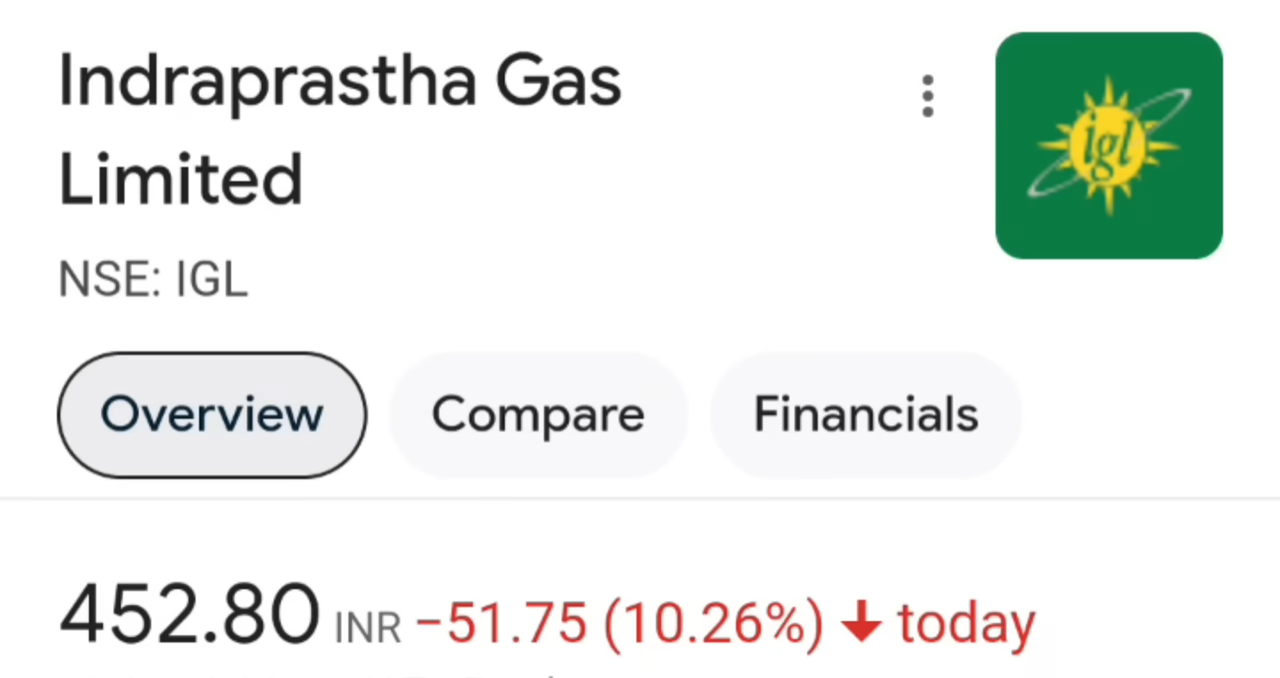 Indraprastha Gas
Limited
igl
NSE: IGL
Overview Compare Financials
452.80 INR −51.75 (10.26%) ↓ today